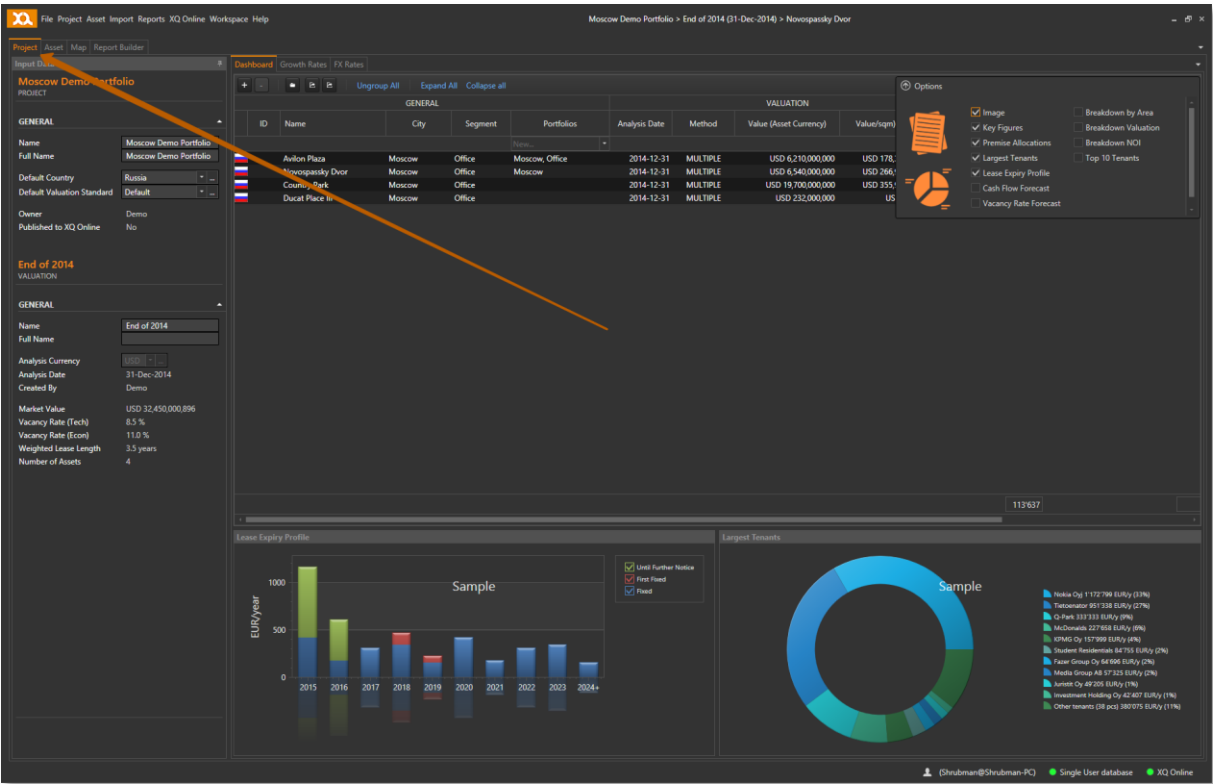 XQ File Project Asset Import Reports XQ Online Workspace Help
Moscow Demo Portfolio > End of 2014 (31-Dec-2014) > Novospassky Dvor
Project Asset Map Report Builder
Input Data
Moscow Demo Portfolio
PROJECT
GENERAL
Name Moscow Demo Portfolio
Full Name Moscow Demo Portfolio
Default Country Russia
Default Valuation Standard Default
Owner Demo
Published to XQ Online No
End of 2014
VALUATION
GENERAL
Name End of 2014
Full Name
Analysis Currency USD
Analysis Date 31-Dec-2014
Created By Demo
Market Value USD 32,450,000,896
Vacancy Rate (Tech) 8.5 %
Vacancy Rate (Econ) 11.0 %
Weighted Lease Length 3.5 years
Number of Assets 4
Dashboard Growth Rates FX Rates
Ungroup All Expand All Collapse all
GENERAL VALUATION
ID Name City Segment Portfolios Analysis Date Method Value (Asset Currency) Value/sqm)
New...
Avilon Plaza Moscow Office Moscow, Office 2014-12-31 MULTIPLE USD 6,210,000,000 USD 178,
Novospassky Dvor Moscow Office Moscow 2014-12-31 MULTIPLE USD 6,540,000,000 USD 266,
Country Park Moscow Office 2014-12-31 MULTIPLE USD 19,700,000,000 USD 355,
Ducat Place III Moscow Office 2014-12-31 MULTIPLE USD 232,000,000 US
Options
Image
Key Figures
Premise Allocations
Largest Tenants
Lease Expiry Profile
Cash Flow Forecast
Vacancy Rate Forecast
Breakdown by Area
Breakdown Valuation
Breakdown NOI
Top 10 Tenants
113'637
Lease Expiry Profile
Sample
EUR/year
1000
500
0
2015 2016 2017 2018 2019 2020 2021 2022 2023 2024+
Until Further Notice
First Fixed
Fixed
Largest Tenants
Sample
Nokia Oyj 1'172'799 EUR/y (33%)
Tietoenator 951'338 EUR/y (27%)
Q-Park 333'333 EUR/y (9%)
McDonalds 227'658 EUR/y (6%)
KPMG Oy 157'999 EUR/y (4%)
Student Residentials 84'755 EUR/y (2%)
Fazer Group Oy 64'696 EUR/y (2%)
Media Group AB 57'325 EUR/y (2%)
Juristit Oy 49'205 EUR/y (1%)
Investment Holding Oy 42'407 EUR/y (1%)
Other tenants (38 pcs) 380'075 EUR/y (11%)
(Shrubman@Shrubman-PC) Single User database XQ Online